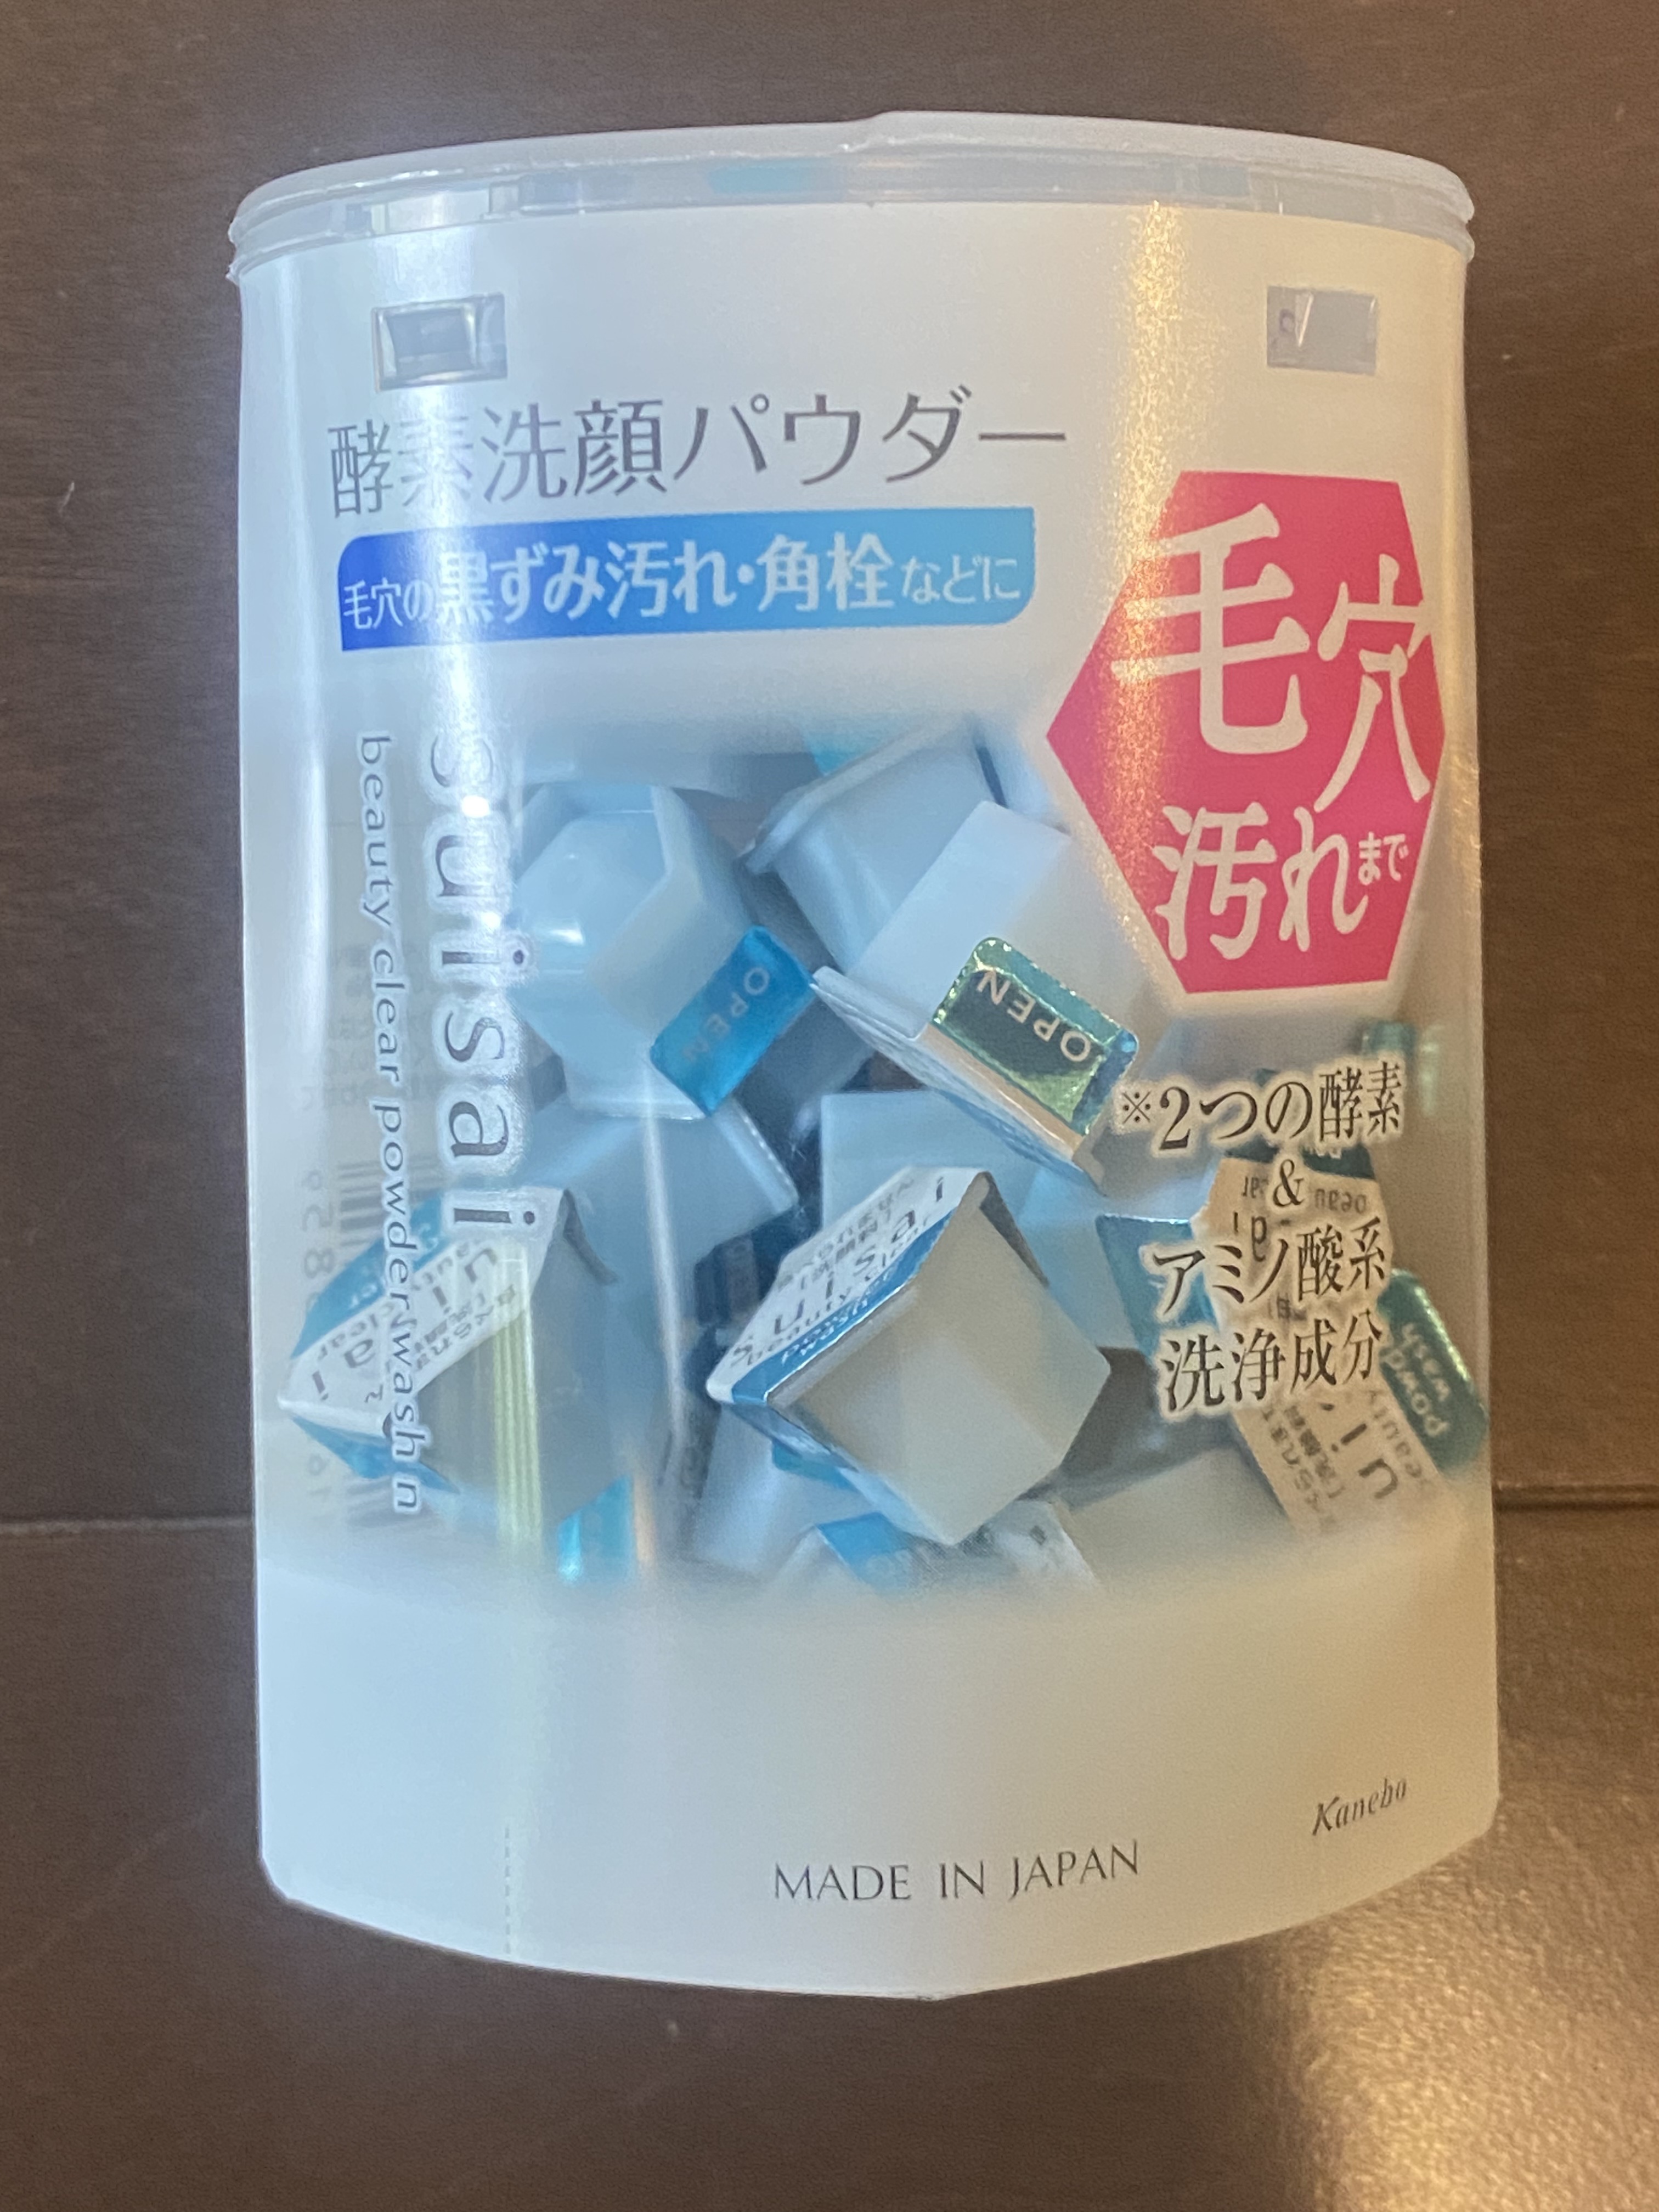 酵素洗顔パウダー
毛穴の黒ずみ汚れ・角栓などに
毛穴
汚れまで
suisai
beauty clear powder wash n
OPEN
OPEN
※2つの酵素
&
アミノ酸系
洗浄成分
powder
wash
Kanebo
MADE IN JAPAN